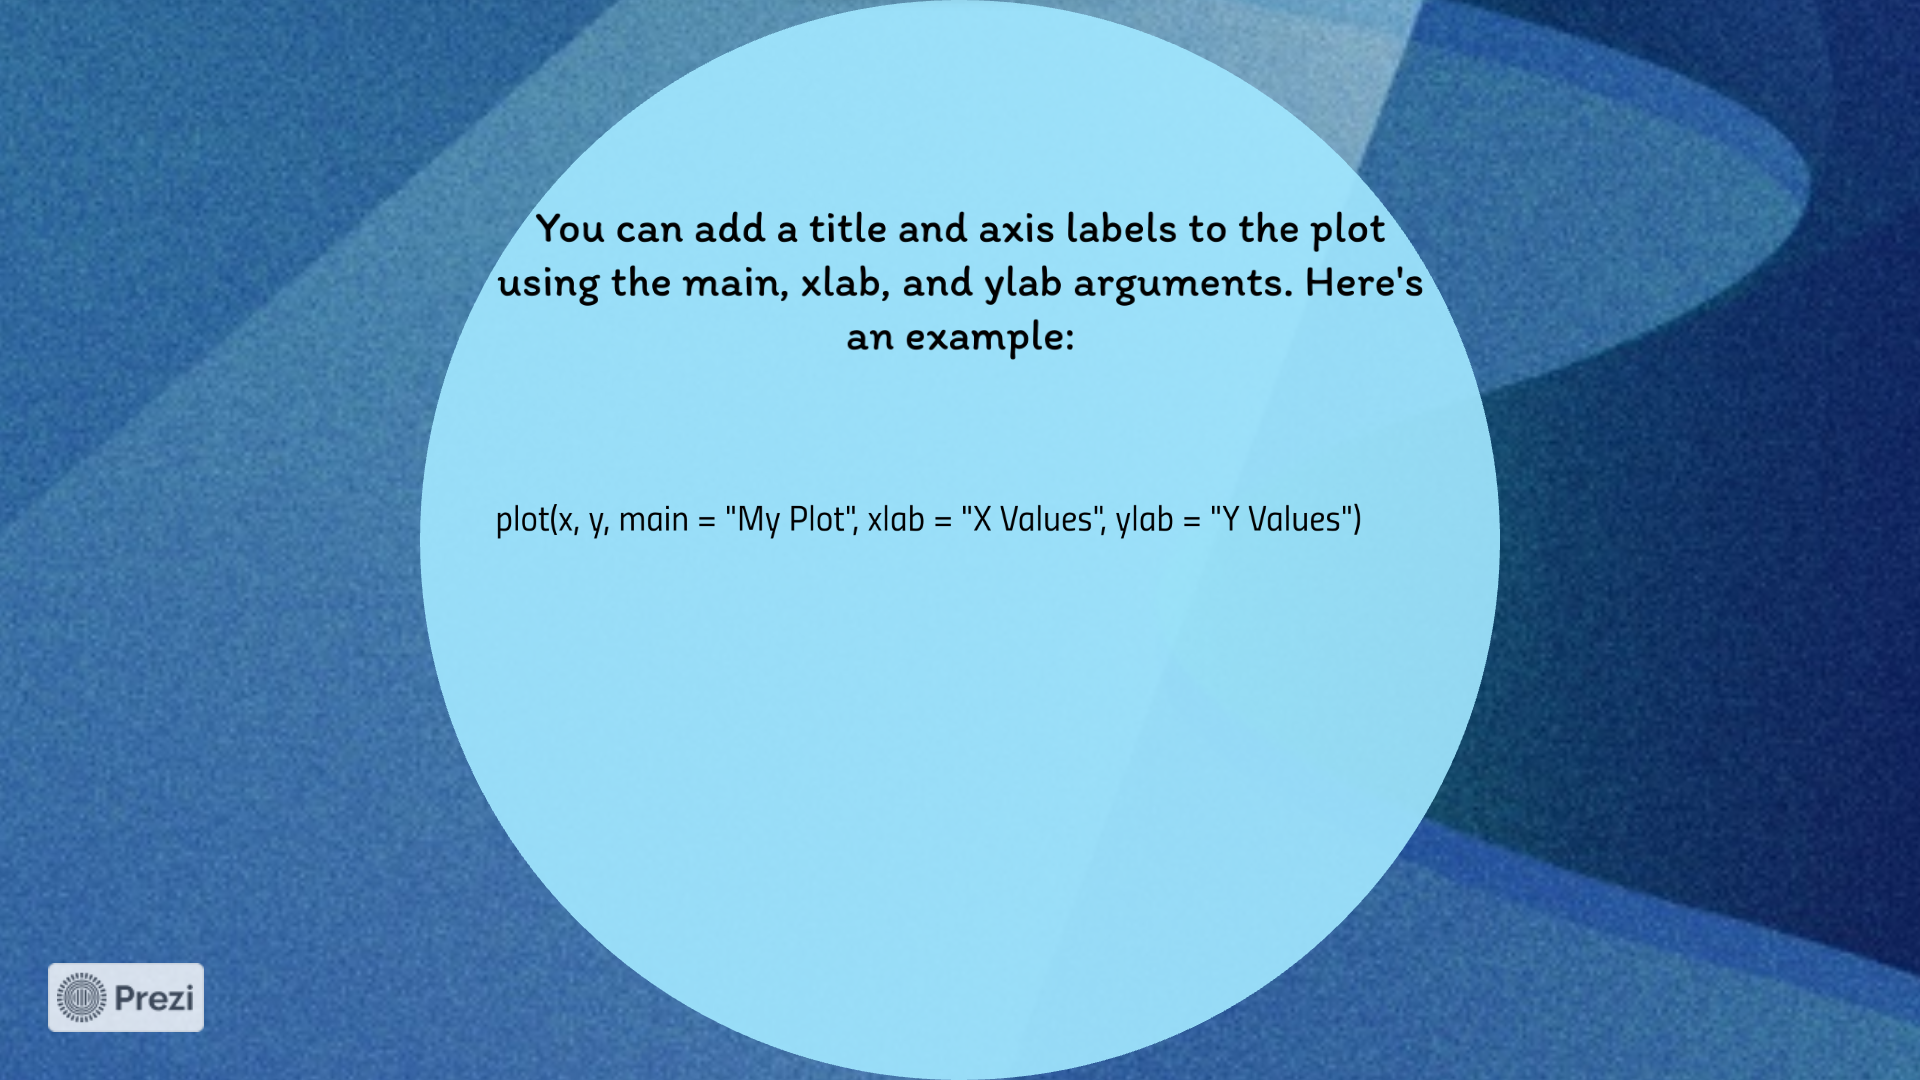 You can add a title and axis labels to the plot
using the main, xlab, and ylab arguments. Here's
an example:
plot(x, y, main = "My Plot", xlab = "X Values", ylab = "Y Values")
Prezi